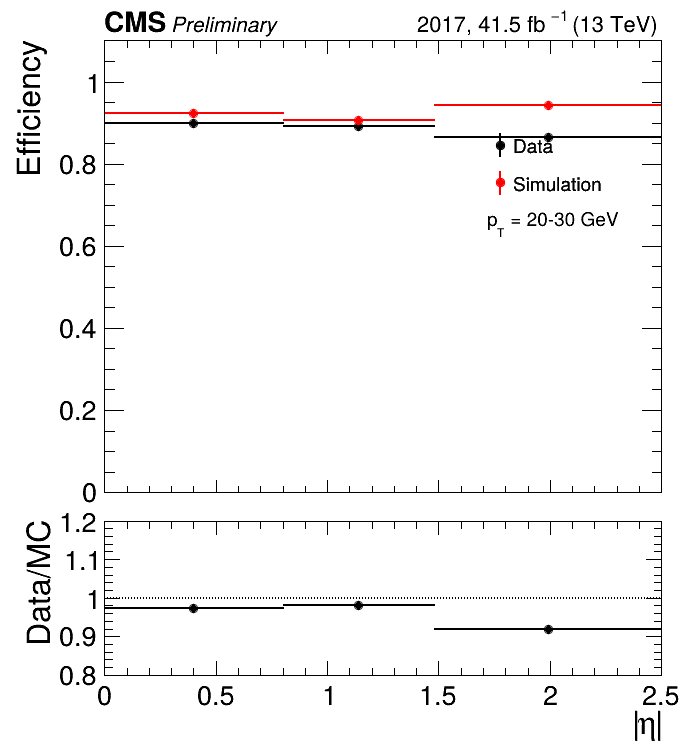 CMS Preliminary 2017, 41.5 fb⁻¹ (13 TeV)
Efficiency
1
0.8
0.6
0.4
0.2
0
Data
Simulation
p_T = 20-30 GeV
Data/MC
1.2
1.1
1
0.9
0.8
0 0.5 1 1.5 2 2.5
|η|